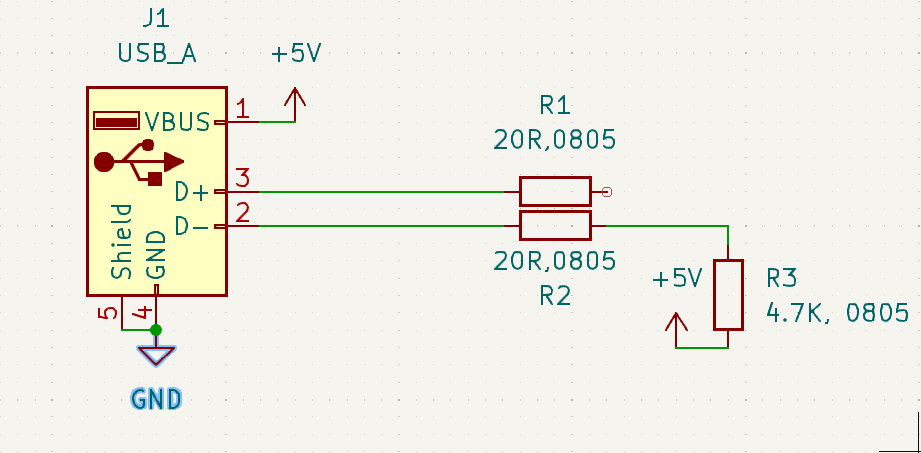 J1
USB_A
+5V
VBUS
1
D+
3
D-
2
Shield
GND
5
4
GND
R1
20R,0805
20R,0805
R2
+5V
R3
4.7K, 0805